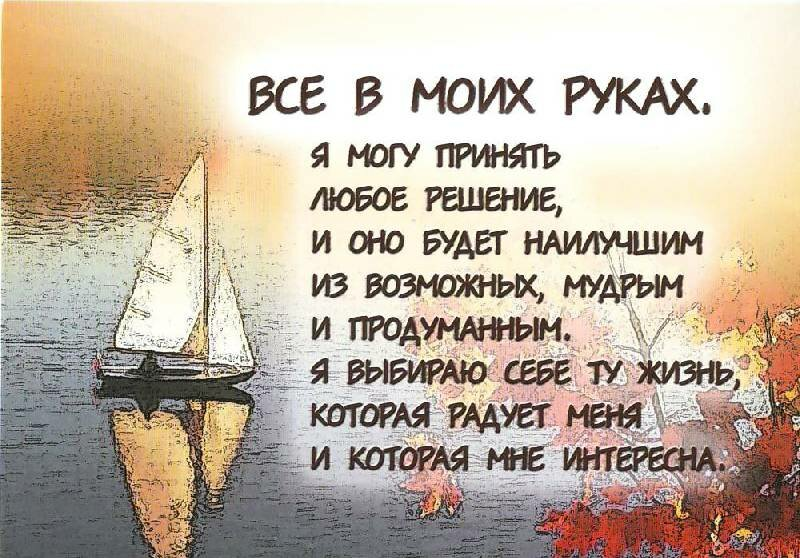 ВСЕ В МОИХ РУКАХ.
Я МОГУ ПРИНЯТЬ
ЛЮБОЕ РЕШЕНИЕ,
И ОНО БУДЕТ НАИЛУЧШИМ
ИЗ ВОЗМОЖНЫХ, МУДРЫМ
И ПРОДУМАННЫМ.
Я ВЫБИРАЮ СЕБЕ ТУ ЖИЗНЬ,
КОТОРАЯ РАДУЕТ МЕНЯ
И КОТОРАЯ МНЕ ИНТЕРЕСНА.